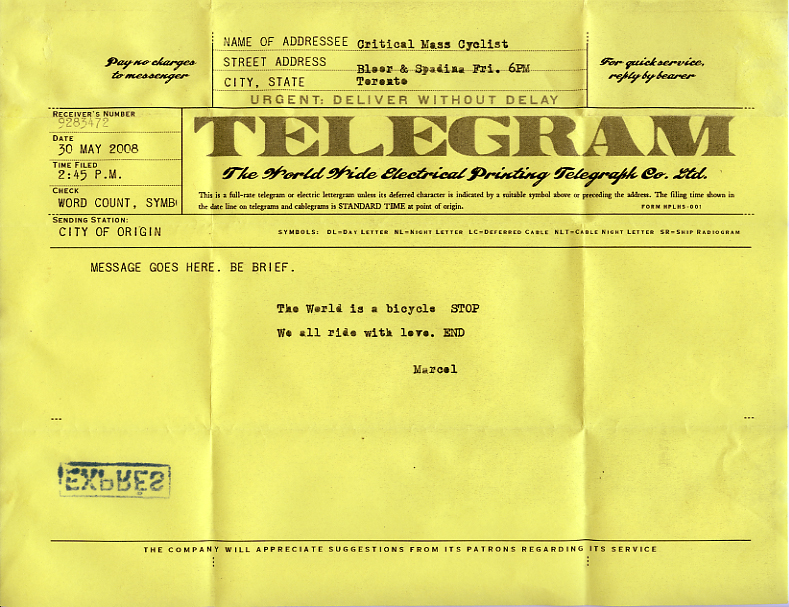 Pay no charges
to messenger
NAME OF ADDRESSEE Critical Mass Cyclist
STREET ADDRESS Bloor & Spadina Fri. 6PM
CITY, STATE Toronto
URGENT: DELIVER WITHOUT DELAY
For quick service,
reply by bearer
RECEIVER'S NUMBER
9283472
DATE
30 MAY 2008
TIME FILED
2:45 P.M.
CHECK
WORD COUNT, SYMB
SENDING STATION:
CITY OF ORIGIN
TELEGRAM
The World Wide Electrical Printing Telegraph Co. Ltd.
This is a full-rate telegram or electric lettergram unless its deferred character is indicated by a suitable symbol above or preceding the address. The filing time shown in
the date line on telegrams and cablegrams is STANDARD TIME at point of origin.
FORM HPLHS-001
SYMBOLS: DL=DAY LETTER NL=NIGHT LETTER LC=DEFERRED CABLE NLT=CABLE NIGHT LETTER SR=SHIP RADIOGRAM
MESSAGE GOES HERE. BE BRIEF.
The World is a bicycle STOP
We all ride with love. END
Marcel
EXPRES
THE COMPANY WILL APPRECIATE SUGGESTIONS FROM ITS PATRONS REGARDING ITS SERVICE